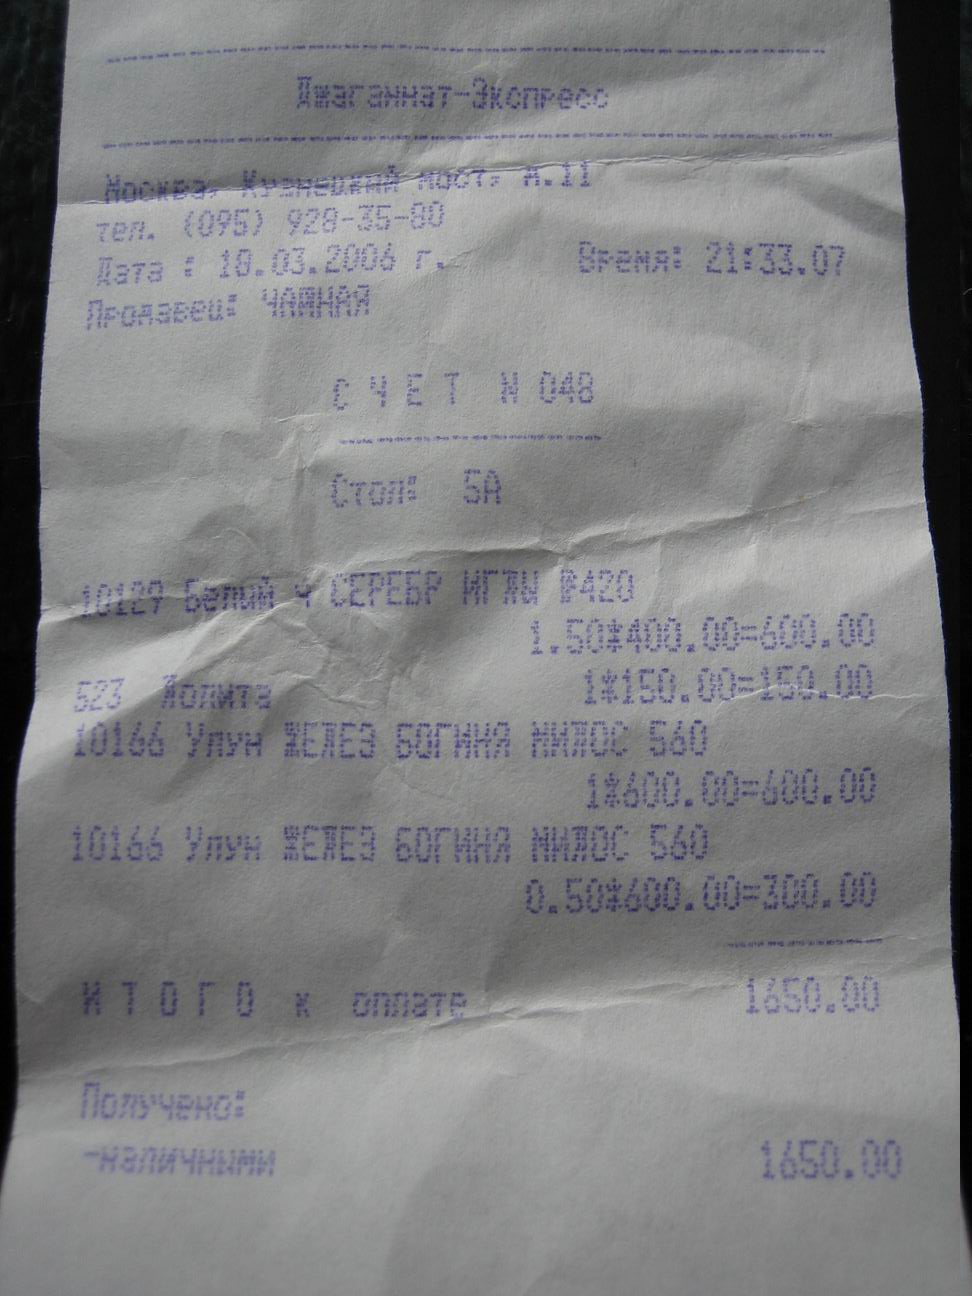 Джаганнат-Экспресс
Москва, Кузнецкий мост, д.11
тел. (095) 928-35-80
Дата : 18.03.2006 г. Время: 21:33.07
Продавец: ЧАЙНАЯ
С Ч Е Т N 048
Стол: 5А
10129 Белый ч СЕРЕБР ИГЛЫ №420
1.50*400.00=600.00
523 Лолита 1*150.00=150.00
10166 Улун ЖЕЛЕЗ БОГИНЯ МИЛОС 560
1*600.00=600.00
10166 Улун ЖЕЛЕЗ БОГИНЯ МИЛОС 560
0.50*600.00=300.00
И Т О Г О к оплате 1650.00
Получено:
-наличными 1650.00